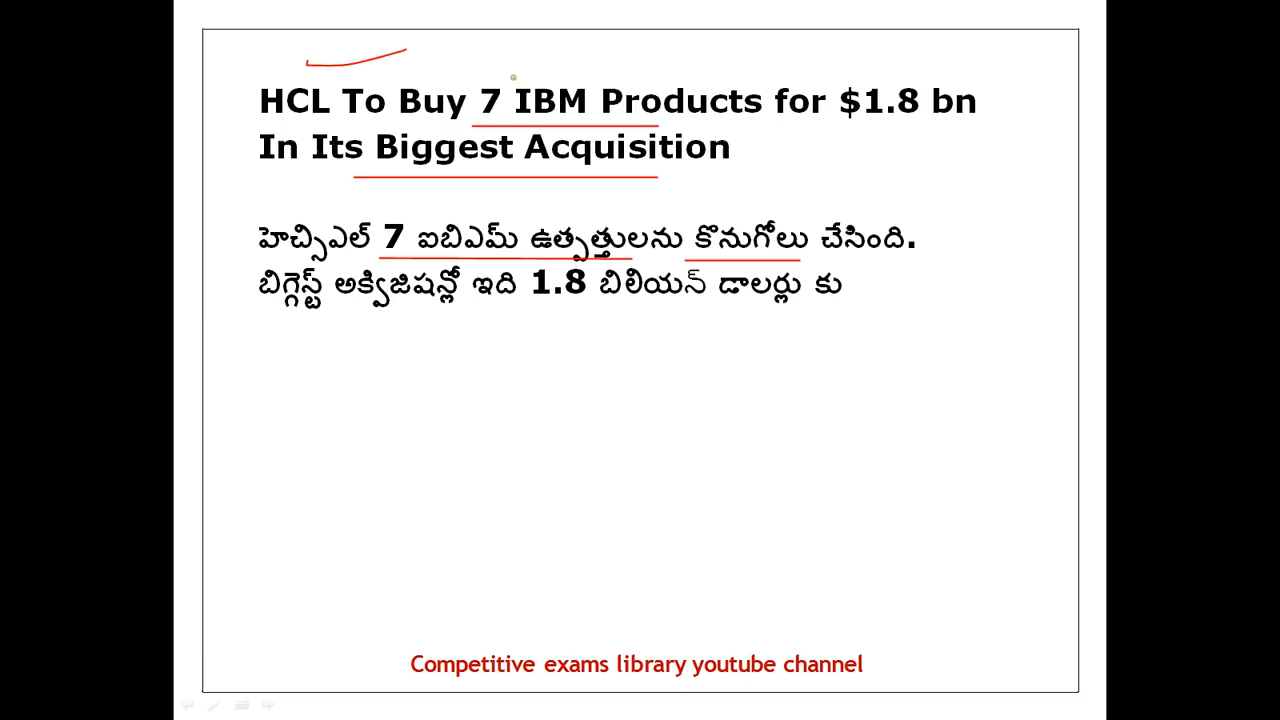 HCL To Buy 7 IBM Products for $1.8 bn
In Its Biggest Acquisition
హెచ్సిఎల్ 7 ఐబిఎమ్ ఉత్పత్తులను కొనుగోలు చేసింది.
బిగ్గెస్ట్ అక్విజిషన్లో ఇది 1.8 బిలియన్ డాలర్లు కు
Competitive exams library youtube channel